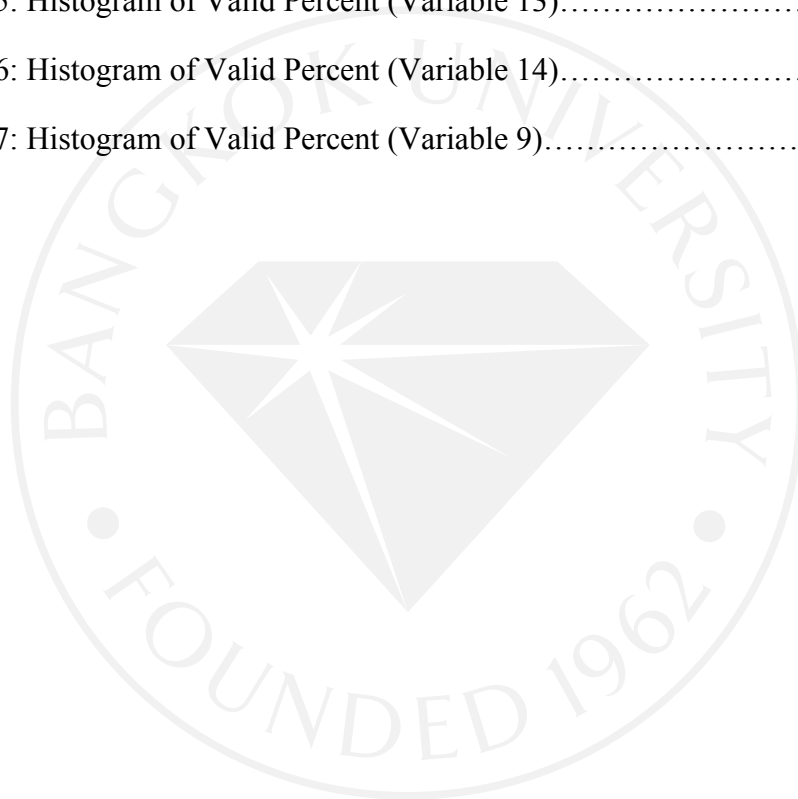 5: Histogram of Valid Percent (Variable 13)……………………
6: Histogram of Valid Percent (Variable 14)……………………
7: Histogram of Valid Percent (Variable 9)……………………
BANGKOK UNIVERSITY
• FOUNDED 1962 •